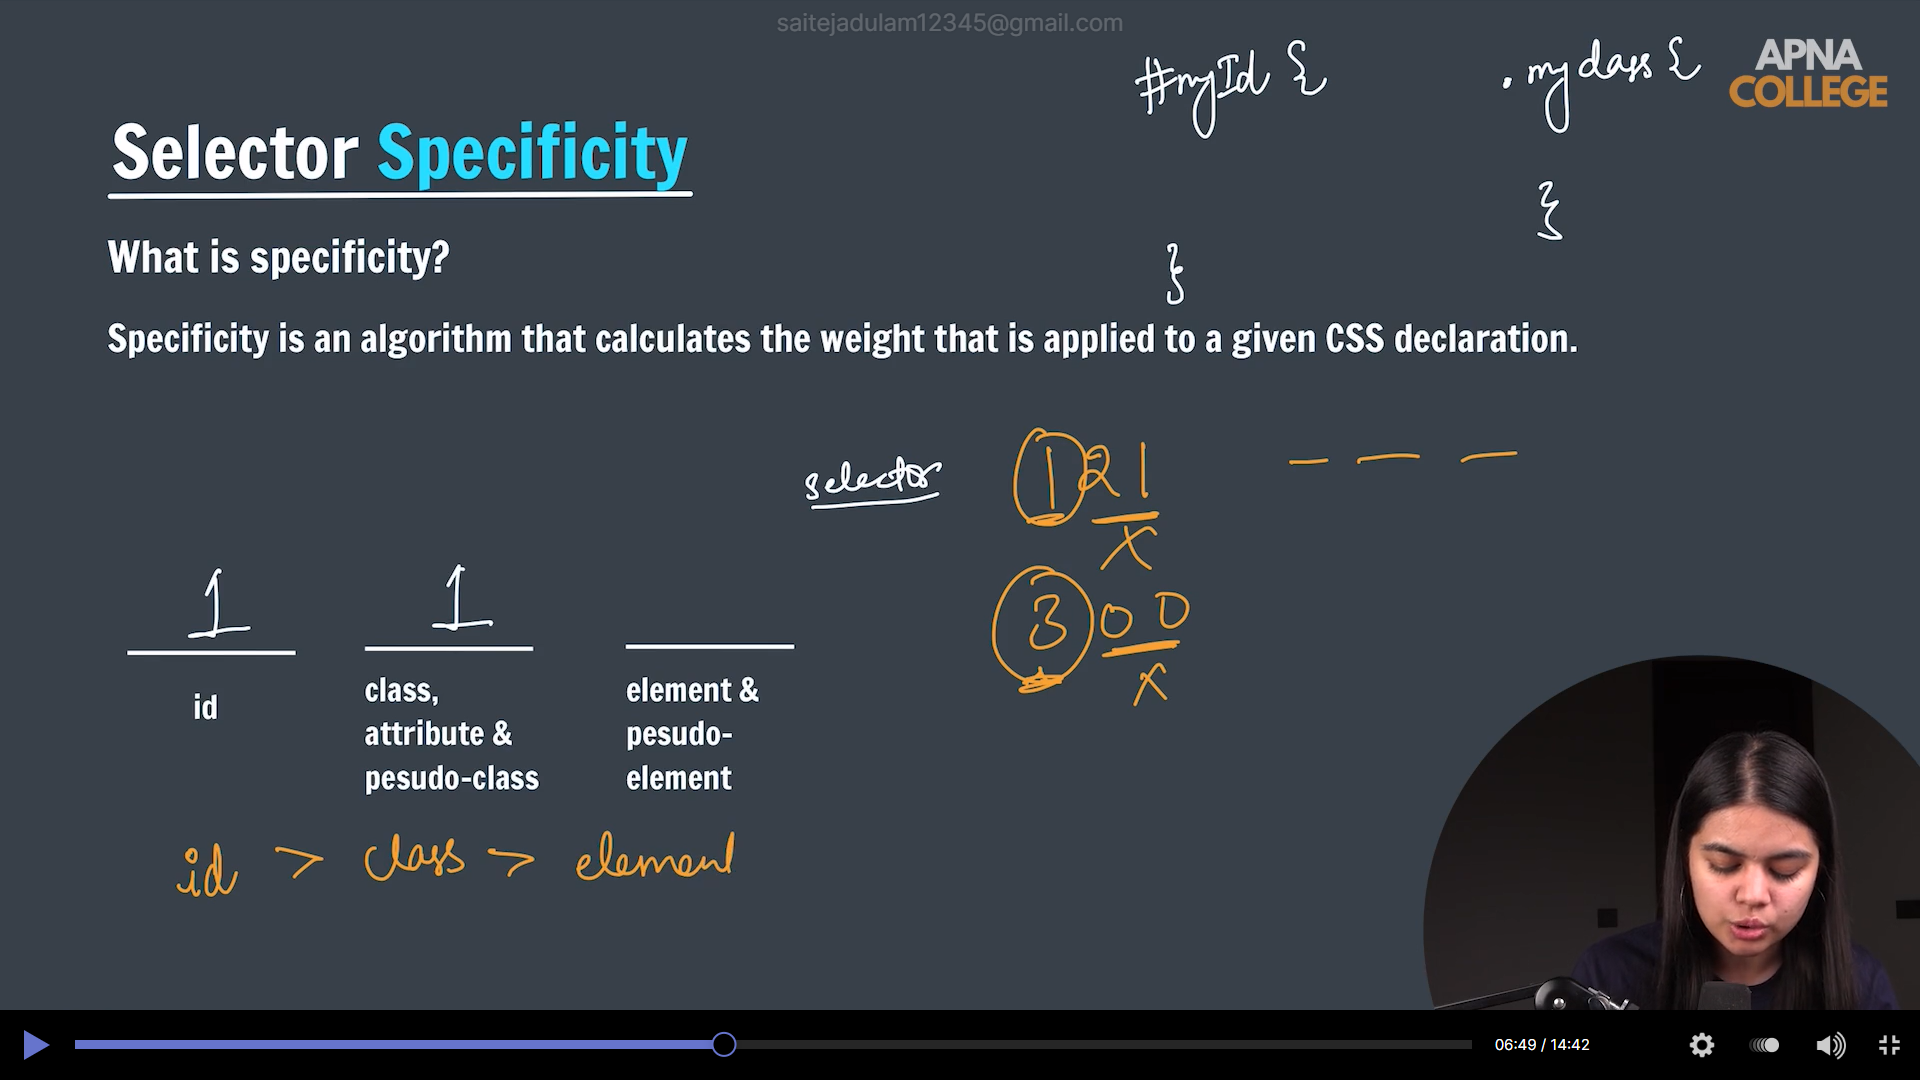 saitejadulam12345@gmail.com
#myId {
.myclass {
APNA
COLLEGE
Selector Specificity
}
What is specificity?
}
Specificity is an algorithm that calculates the weight that is applied to a given CSS declaration.
selector
1 2 1
X
1
1
3 0 0
X
id
class,
attribute &
pesudo-class
element &
pesudo-
element
id > class > element
06:49 / 14:42